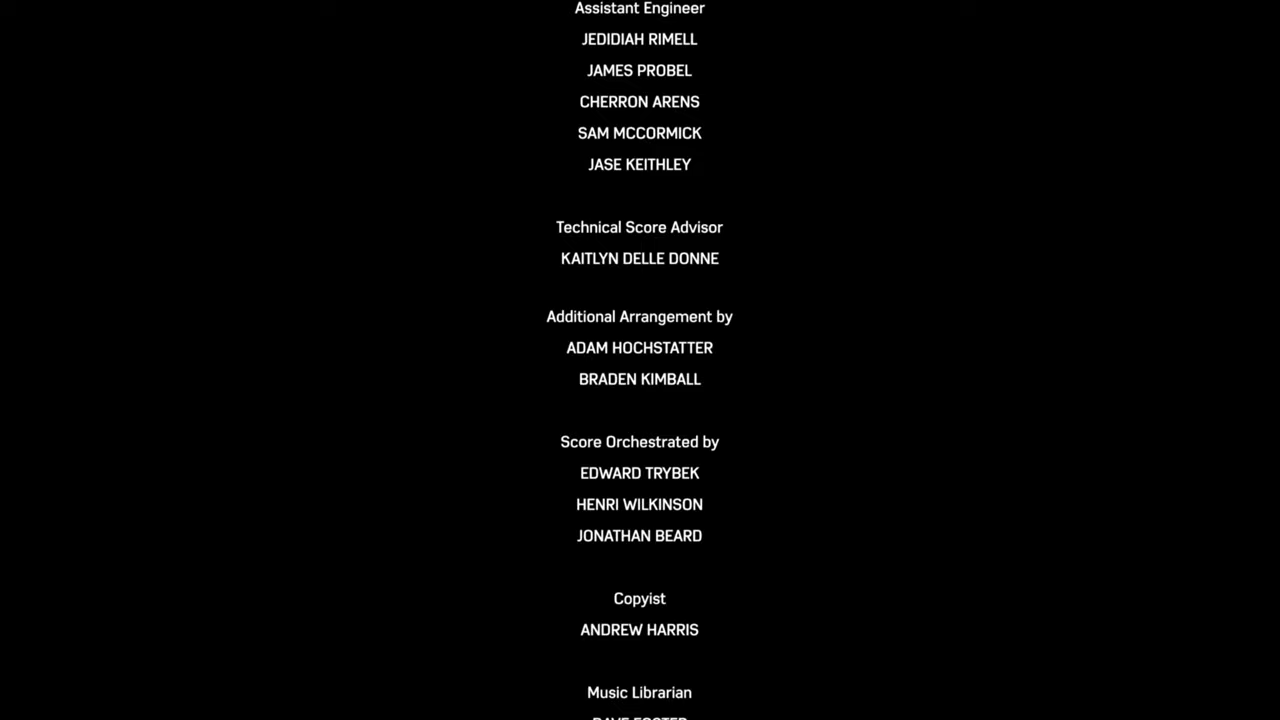 Assistant Engineer
JEDIDIAH RIMELL
JAMES PROBEL
CHERRON ARENS
SAM MCCORMICK
JASE KEITHLEY
Technical Score Advisor
KAITLYN DELLE DONNE
Additional Arrangement by
ADAM HOCHSTATTER
BRADEN KIMBALL
Score Orchestrated by
EDWARD TRYBEK
HENRI WILKINSON
JONATHAN BEARD
Copyist
ANDREW HARRIS
Music Librarian
DAVE FOSTER